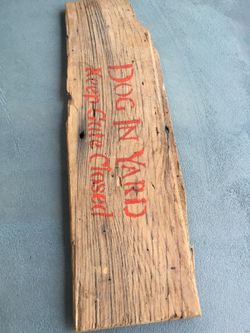 DOG IN YARD
Keep Gate Closed